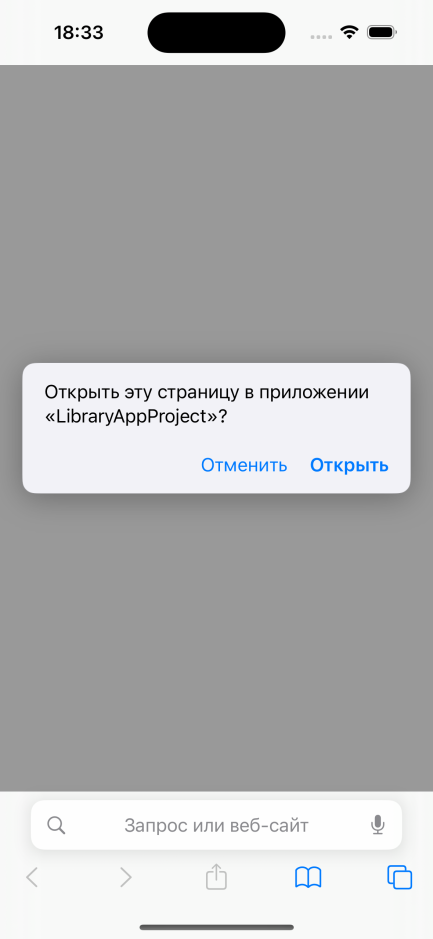 18:33
Открыть эту страницу в приложении
«LibraryAppProject»?
Отменить Открыть
Запрос или веб-сайт